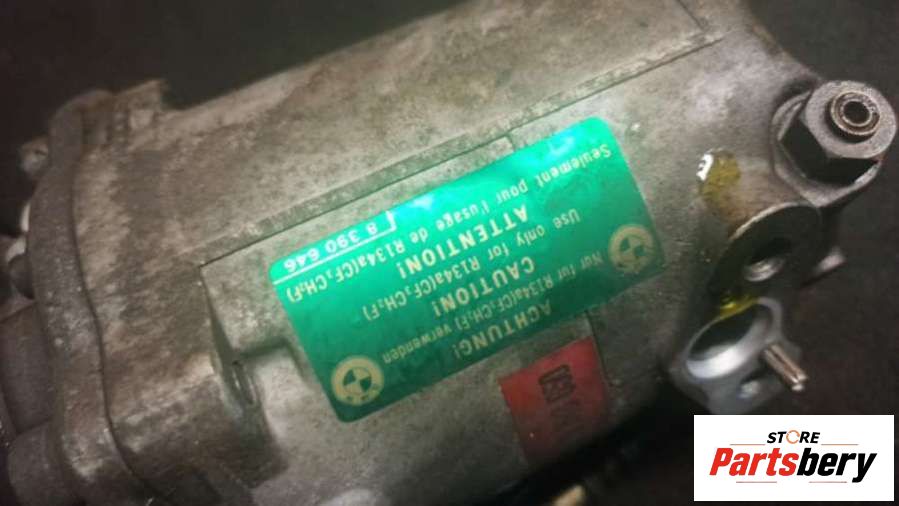 ACHTUNG!
Nur für R134a(CF₃CH₂F) verwenden
CAUTION!
Use only for R134a(CF₃CH₂F)
ATTENTION!
Seulement pour l'usage de R134a(CF₃CH₂F)
8 390 646
STORE
Partsbery